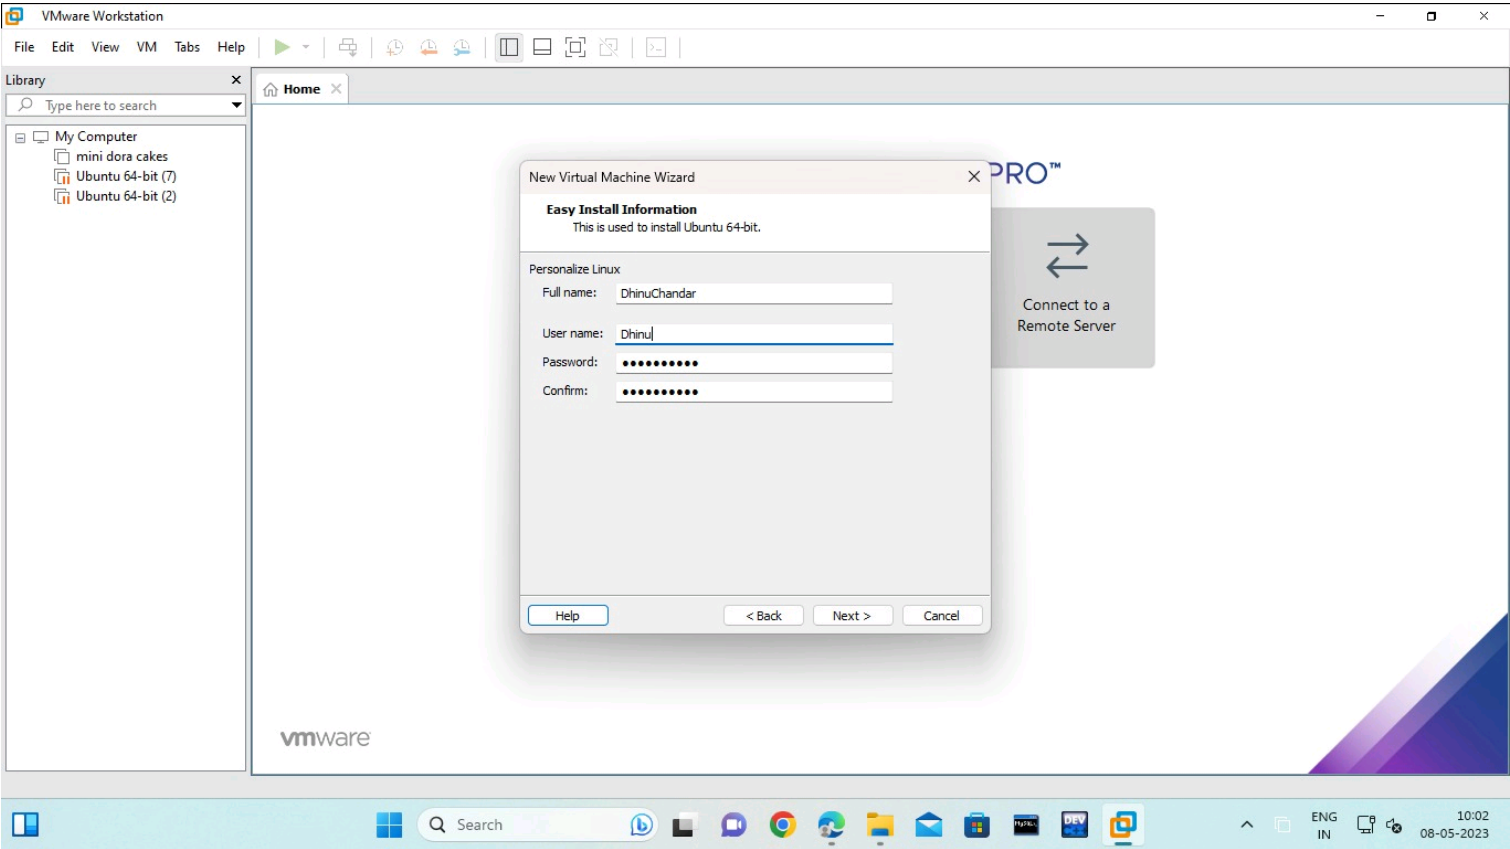 VMware Workstation
File Edit View VM Tabs Help
Library
Type here to search
Home
My Computer
mini dora cakes
Ubuntu 64-bit (7)
Ubuntu 64-bit (2)
PRO™
New Virtual Machine Wizard
Easy Install Information
This is used to install Ubuntu 64-bit.
Personalize Linux
Full name: DhinuChandar
User name: Dhinu
Password: ●●●●●●●●●●
Confirm: ●●●●●●●●●●
Help < Back Next > Cancel
Connect to a
Remote Server
vmware
Search
DEV
ENG
IN
10:02
08-05-2023